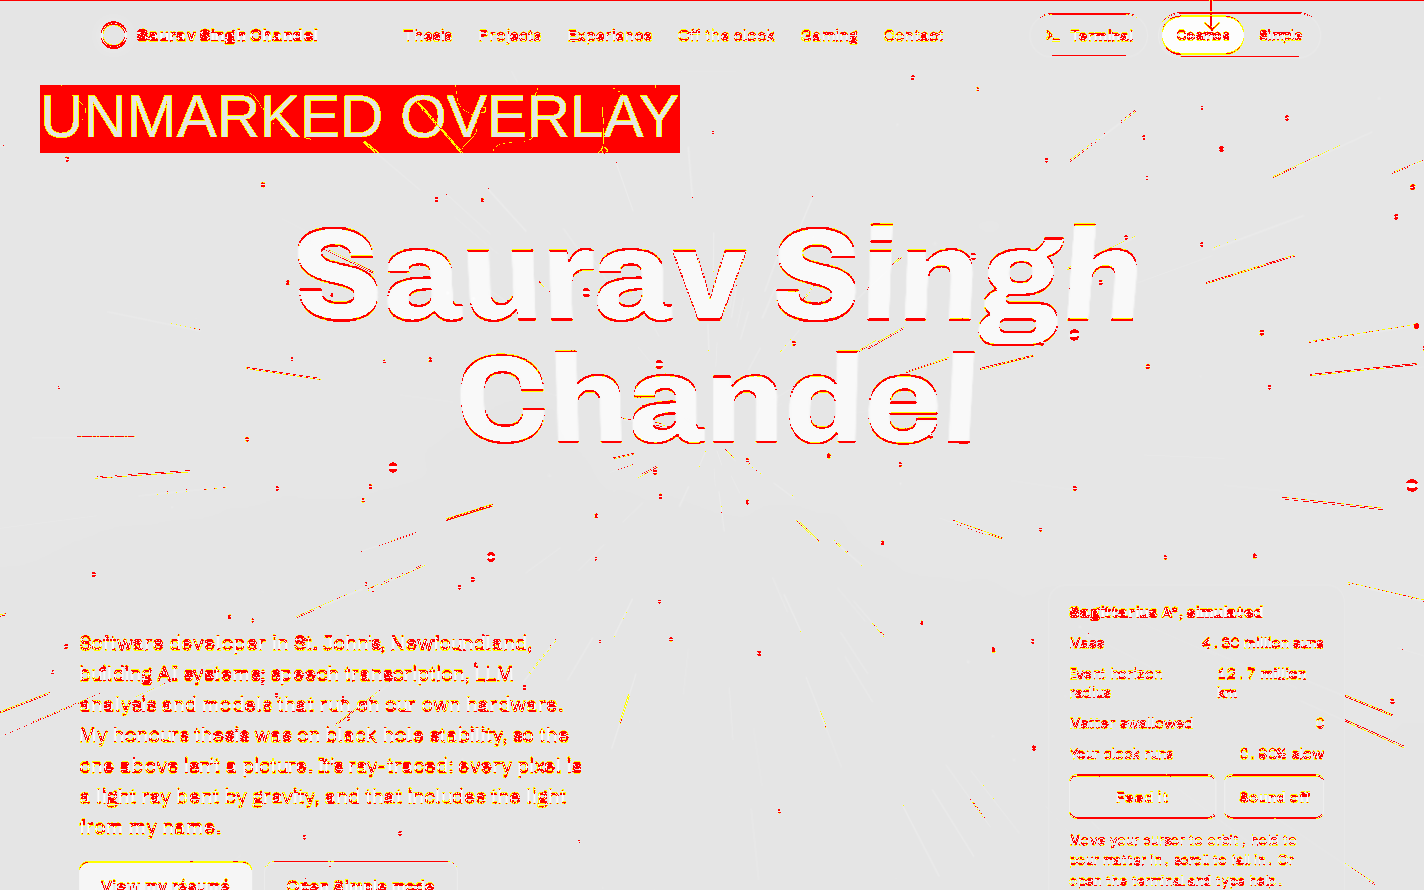 Saurav Singh Chandel
Thesis Projects Experience Off the clock Gaming Contact
>_ Terminal Cosmos Simple
UNMARKED OVERLAY
Saurav Singh
Chandel
Software developer in St. John's, Newfoundland,
building AI systems; speech transcription, LLM
analysis and models that run on our own hardware.
My honours thesis was on black hole stability, so the
one above isn't a picture. It's ray-traced: every pixel is
a light ray bent by gravity, and that includes the light
from my name.
View my résumé Open Simple mode
Sagittarius A*, simulated
Mass 4.30 million suns
Event horizon 12.7 million
radius km
Matter swallowed 0
Your clock runs 0.60% slow
Feed it Sound off
Move your cursor to orbit, hold to
pour matter in, scroll to fall in. Or
open the terminal and type help.